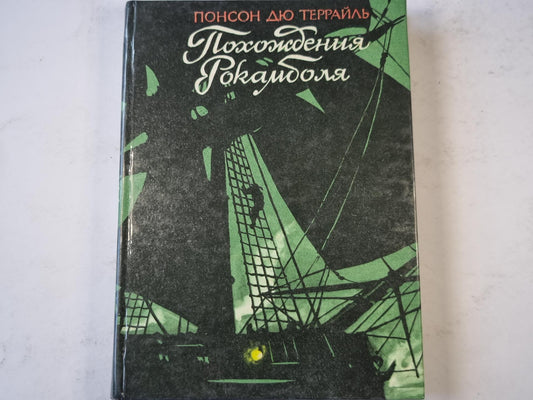 ПОНСОН ДЮ ТЕРРАЙЛЬ
Похождения
Рокамболя